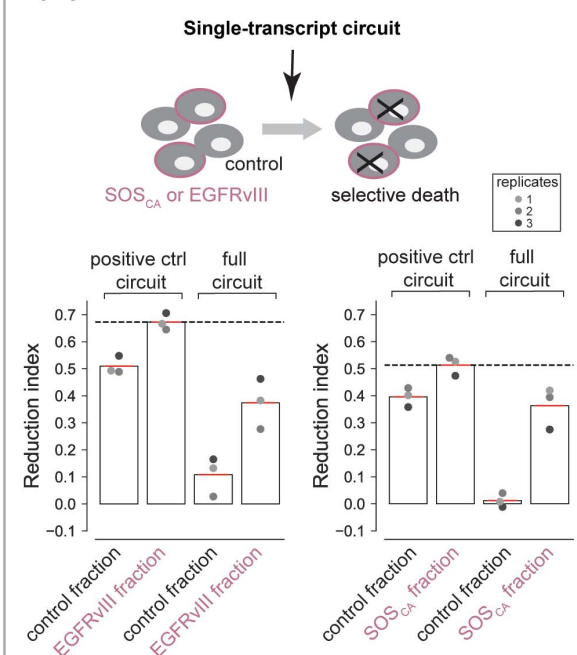 Single-transcript circuit
control
SOSCA or EGFRvIII
selective death
replicates
1
2
3
positive ctrl circuit
full circuit
Reduction index
0.7
0.6
0.5
0.4
0.3
0.2
0.1
0.0
−0.1
control fraction
EGFRvIII fraction
control fraction
EGFRvIII fraction
positive ctrl circuit
full circuit
Reduction index
0.7
0.6
0.5
0.4
0.3
0.2
0.1
0.0
−0.1
control fraction
SOSCA fraction
control fraction
SOSCA fraction